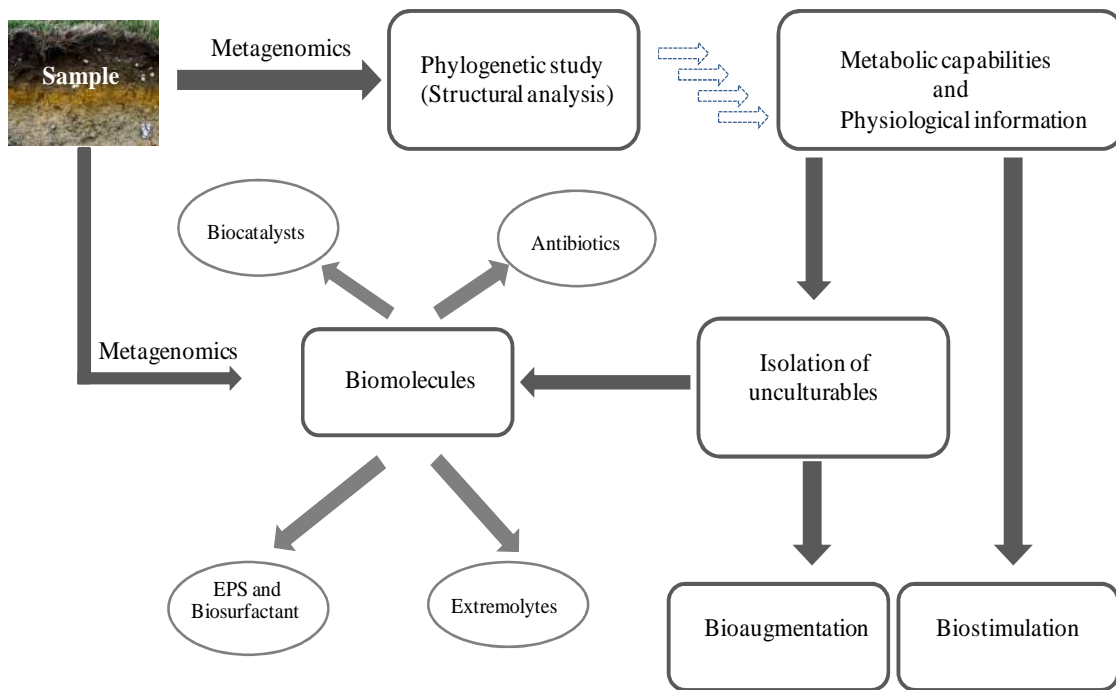 Sample
Metagenomics
Phylogenetic study
(Structural analysis)
Metabolic capabilities
and
Physiological information
Biocatalysts
Antibiotics
Metagenomics
Biomolecules
Isolation of
unculturables
EPS and
Biosurfactant
Extremolytes
Bioaugmentation
Biostimulation